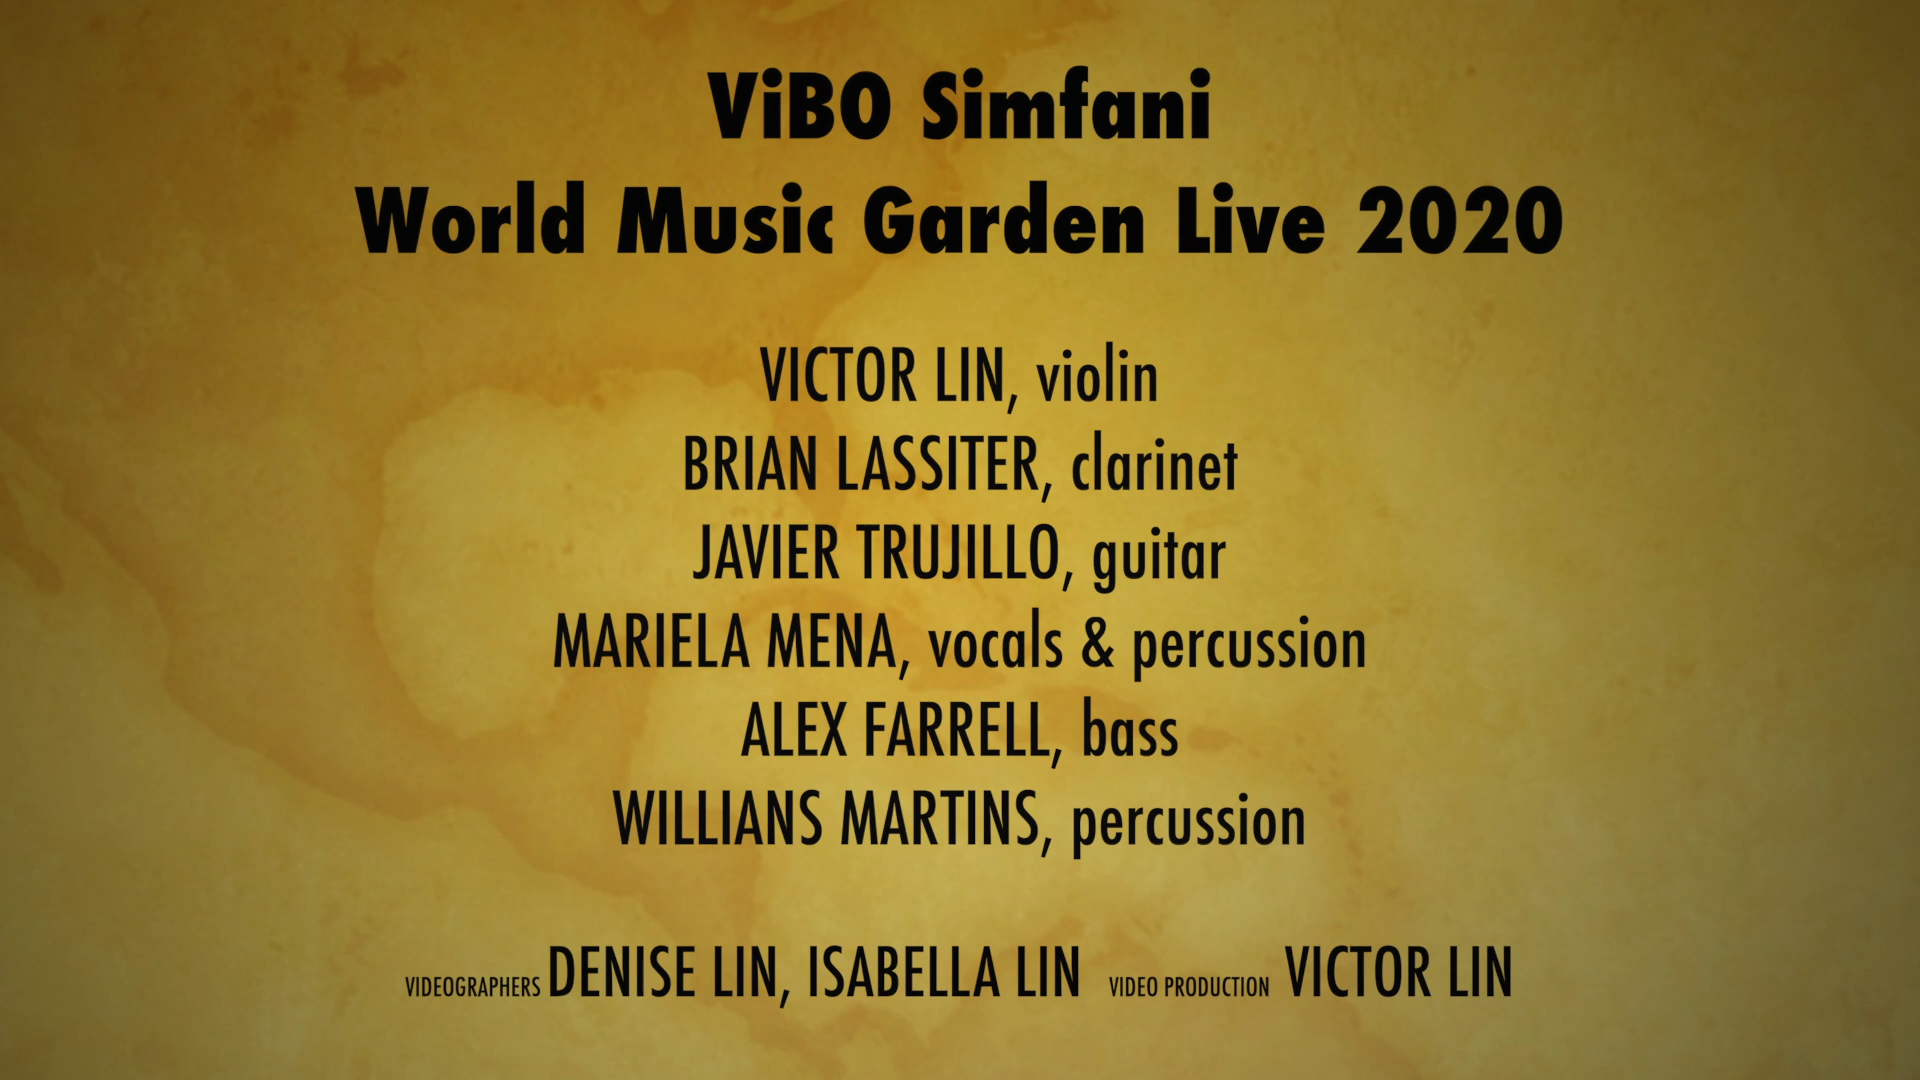 ViBO Simfani
World Music Garden Live 2020
VICTOR LIN, violin
BRIAN LASSITER, clarinet
JAVIER TRUJILLO, guitar
MARIELA MENA, vocals & percussion
ALEX FARRELL, bass
WILLIANS MARTINS, percussion
VIDEOGRAPHERS DENISE LIN, ISABELLA LIN VIDEO PRODUCTION VICTOR LIN